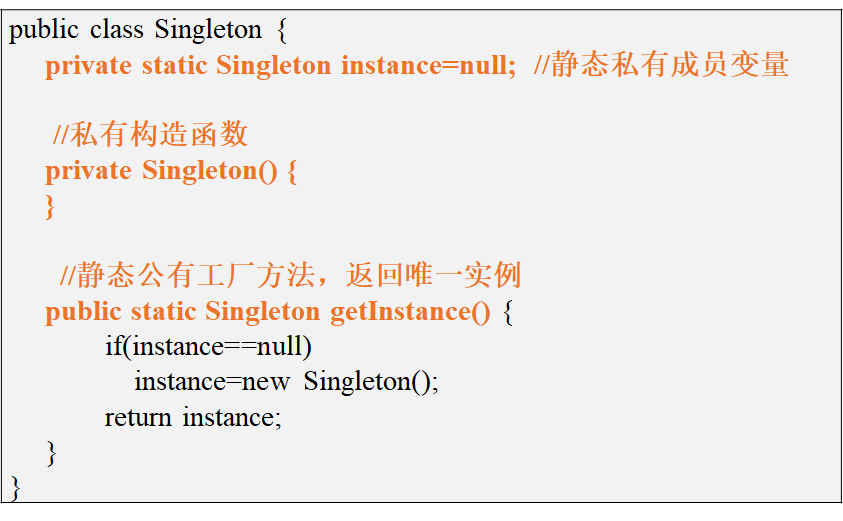 public class Singleton {
private static Singleton instance=null;  //静态私有成员变量
//私有构造函数
private Singleton() {
}
//静态公有工厂方法，返回唯一实例
public static Singleton getInstance() {
if(instance==null)
instance=new Singleton();
return instance;
}
}